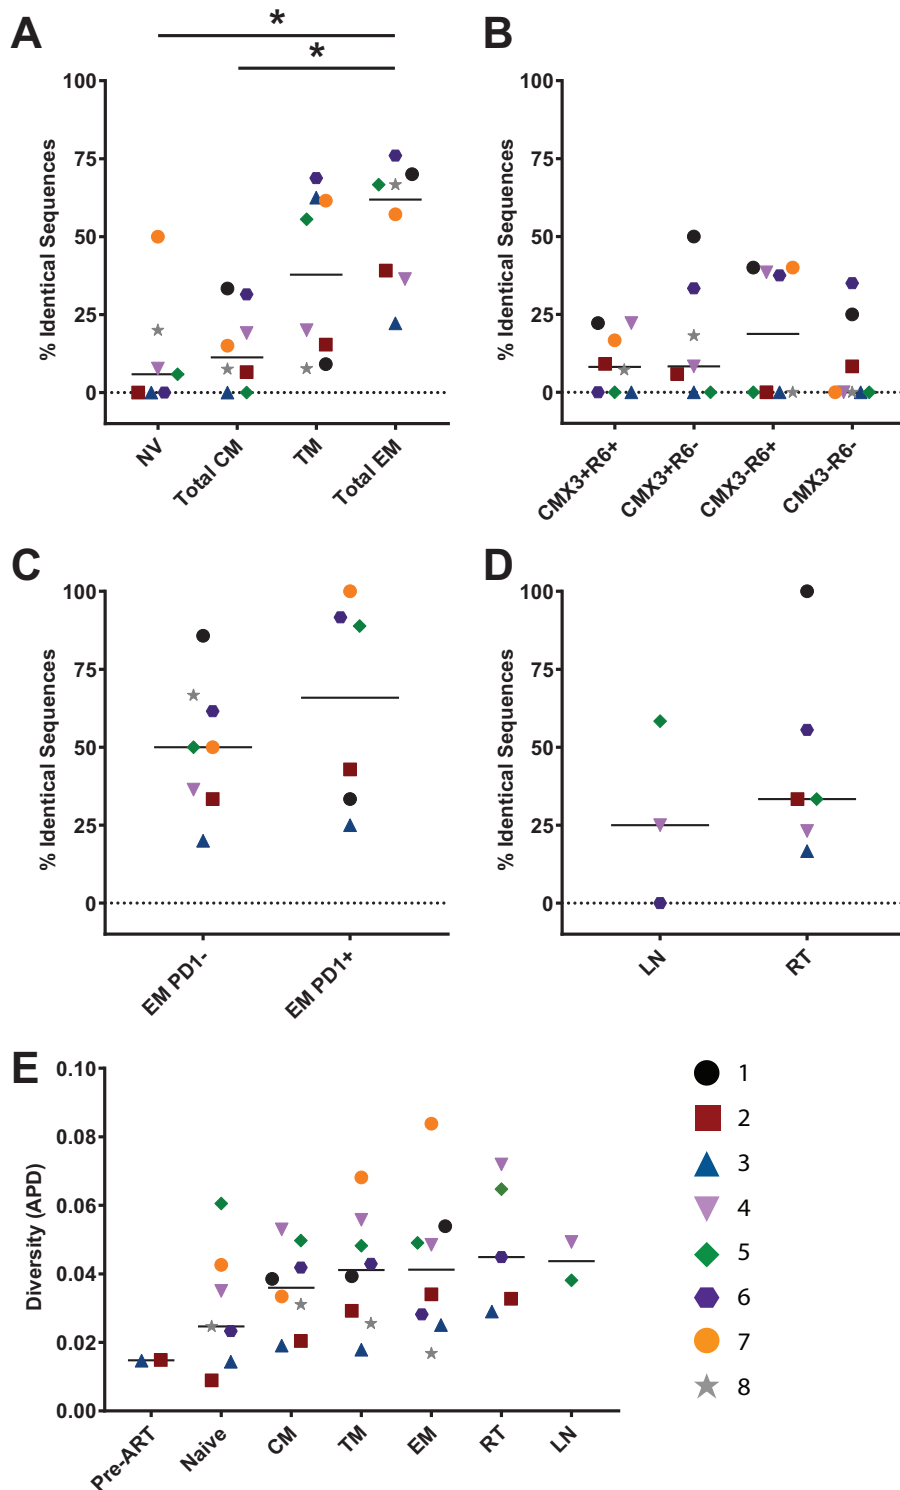 A
*
*
% Identical Sequences
100
75
50
25
0
NV
Total CM
TM
Total EM
B
% Identical Sequences
100
75
50
25
0
CMX3+R6+
CMX3+R6-
CMX3-R6+
CMX3-R6-
C
% Identical Sequences
100
75
50
25
0
EM PD1-
EM PD1+
D
% Identical Sequences
100
75
50
25
0
LN
RT
E
Diversity (APD)
0.10
0.08
0.06
0.04
0.02
0.00
Pre-ART
Naive
CM
TM
EM
RT
LN
1
2
3
4
5
6
7
8